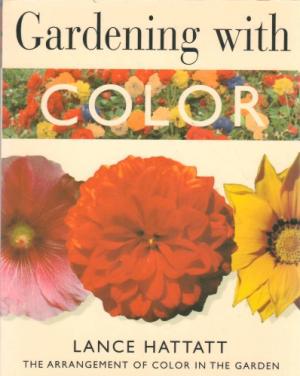 Gardening with
COLOR
LANCE HATTATT
THE ARRANGEMENT OF COLOR IN THE GARDEN